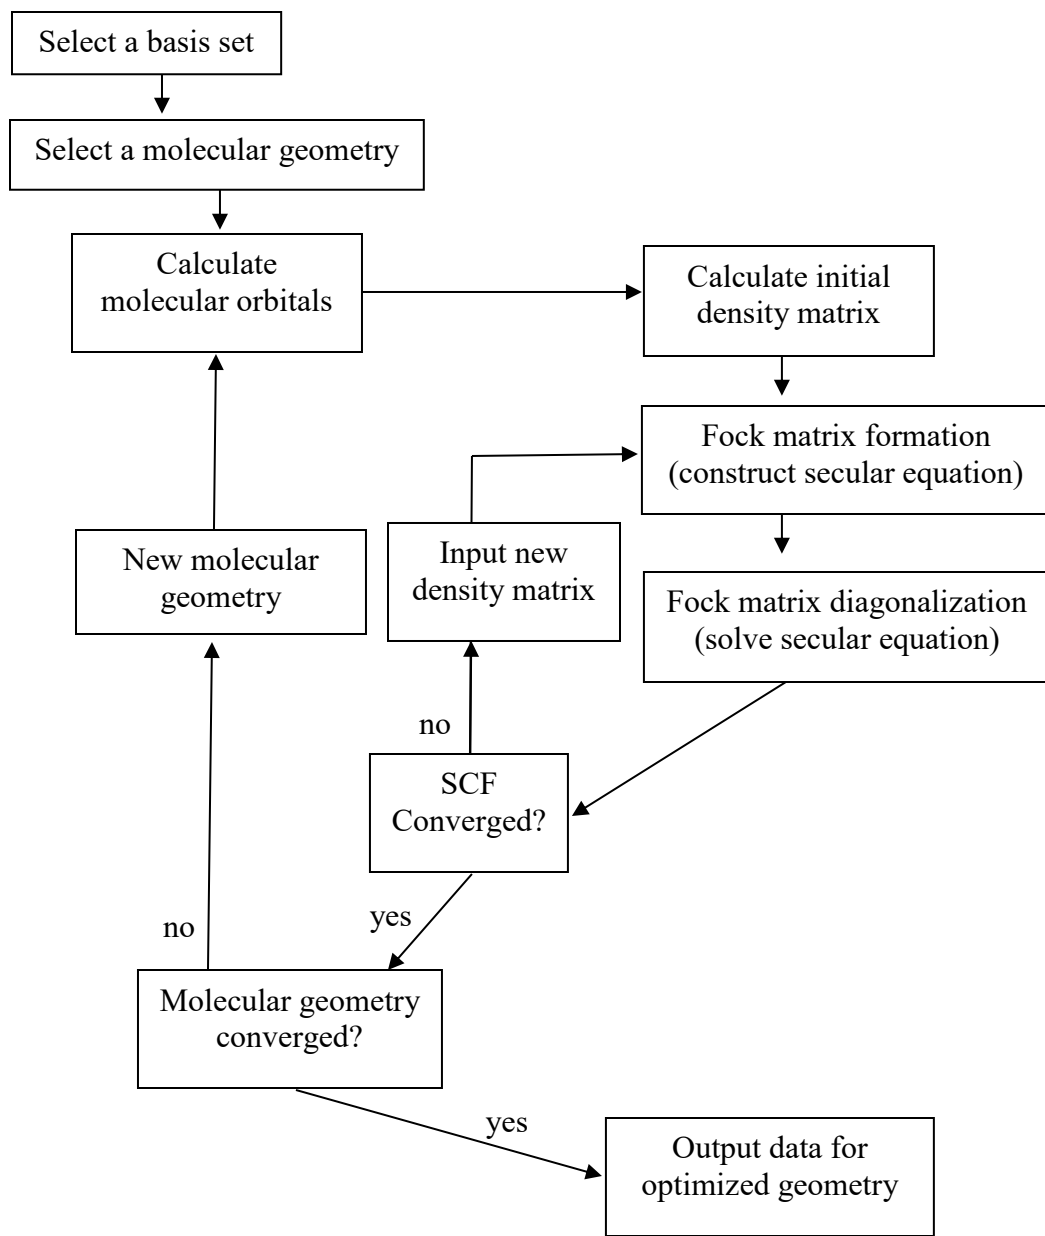 Select a basis set
Select a molecular geometry
Calculate
molecular orbitals
Calculate initial
density matrix
Fock matrix formation
(construct secular equation)
New molecular
geometry
Input new
density matrix
Fock matrix diagonalization
(solve secular equation)
no
SCF
Converged?
yes
no
Molecular geometry
converged?
yes
Output data for
optimized geometry